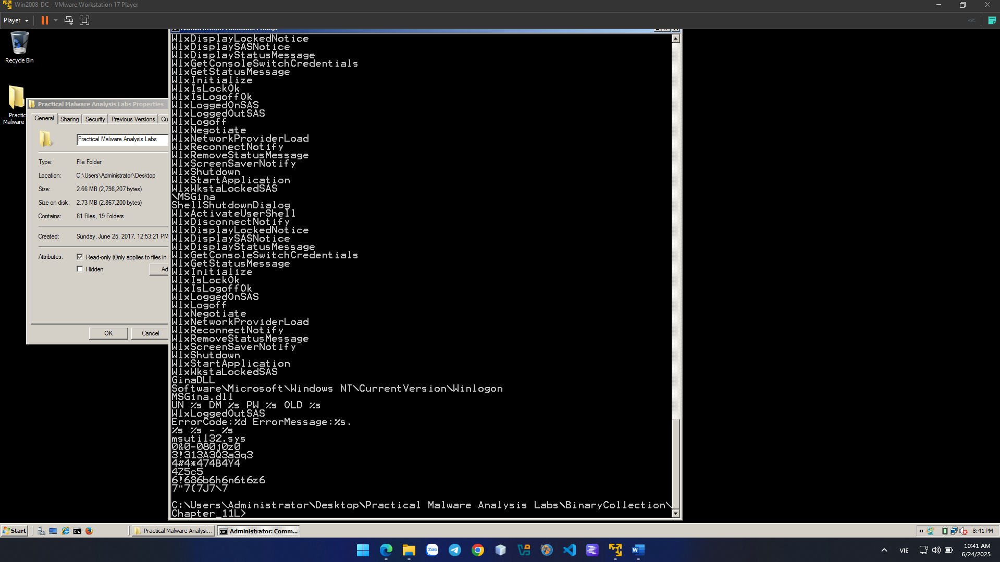 Win2008-DC - VMware Workstation 17 Player
Player
Recycle Bin
Practic
Malware
Practical Malware Analysis Labs Properties
General
Sharing
Security
Previous Versions
Cu
Practical Malware Analysis Labs
Type:
File Folder
Location:
C:\Users\Administrator\Desktop
Size:
2.66 MB (2,798,207 bytes)
Size on disk:
2.73 MB (2,867,200 bytes)
Contains:
81 Files, 19 Folders
Created:
Sunday, June 25, 2017, 12:53:21 PM
Attributes:
Read-only (Only applies to files in
Hidden
Ad
OK
Cancel
Administrator: Command Prompt
WlxDisplayLockedNotice
WlxDisplaySASNotice
WlxDisplayStatusMessage
WlxGetConsoleSwitchCredentials
WlxGetStatusMessage
WlxInitialize
WlxIsLockOk
WlxIsLogoffOk
WlxLoggedOnSAS
WlxLoggedOutSAS
WlxLogoff
WlxNegotiate
WlxNetworkProviderLoad
WlxReconnectNotify
WlxRemoveStatusMessage
WlxScreenSaverNotify
WlxShutdown
WlxStartApplication
WlxWkstaLockedSAS
\MSGina
ShellShutdownDialog
WlxActivateUserShell
WlxDisconnectNotify
WlxDisplayLockedNotice
WlxDisplaySASNotice
WlxDisplayStatusMessage
WlxGetConsoleSwitchCredentials
WlxGetStatusMessage
WlxInitialize
WlxIsLockOk
WlxIsLogoffOk
WlxLoggedOnSAS
WlxLogoff
WlxNegotiate
WlxNetworkProviderLoad
WlxReconnectNotify
WlxRemoveStatusMessage
WlxScreenSaverNotify
WlxShutdown
WlxStartApplication
WlxWkstaLockedSAS
GinaDLL
Software\Microsoft\Windows NT\CurrentVersion\Winlogon
MSGina.dll
UN %s DM %s PW %s OLD %s
WlxLoggedOutSAS
ErrorCode:%d ErrorMessage:%s.
%s %s - %s
msutil32.sys
0&0-080j0z0
3!313A3Q3a3q3
4#4*474B4Y4
4Z5c5
6!686b6h6n6t6z6
7"7(7J7\7
C:\Users\Administrator\Desktop\Practical Malware Analysis Labs\BinaryCollection\
Chapter_11L>
Start
Practical Malware Analysi...
Administrator: Comm...
8:41 PM
Zalo
VIE
10:41 AM
6/24/2025